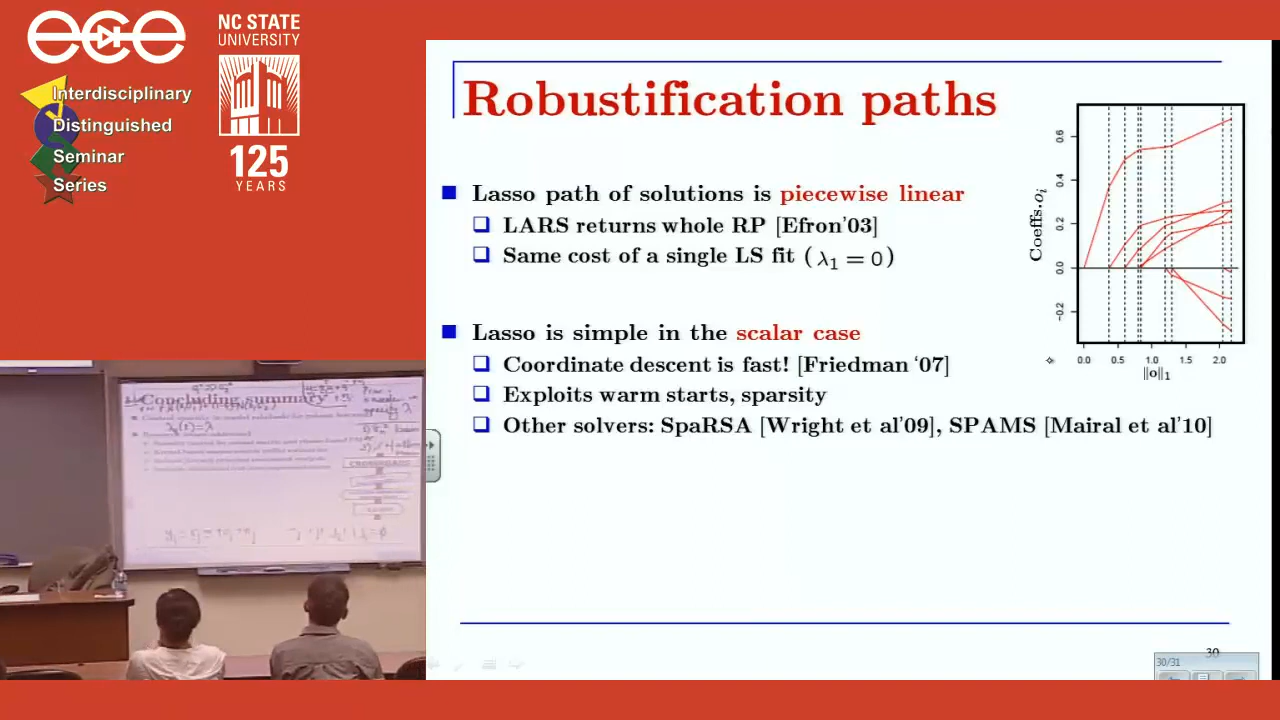 ece
NC STATE
UNIVERSITY
Interdisciplinary
Distinguished
Seminar
Series
125
YEARS
Robustification paths
Lasso path of solutions is piecewise linear
LARS returns whole RP [Efron'03]
Same cost of a single LS fit (λ₁ = 0)
Lasso is simple in the scalar case
Coordinate descent is fast! [Friedman ‘07]
Exploits warm starts, sparsity
Other solvers: SpaRSA [Wright et al'09], SPAMS [Mairal et al'10]
Coeffs.oᵢ
0.6
0.4
0.2
0.0
−0.2
0.0 0.5 1.0 1.5 2.0
‖o‖₁
30
30/31
Concluding summary